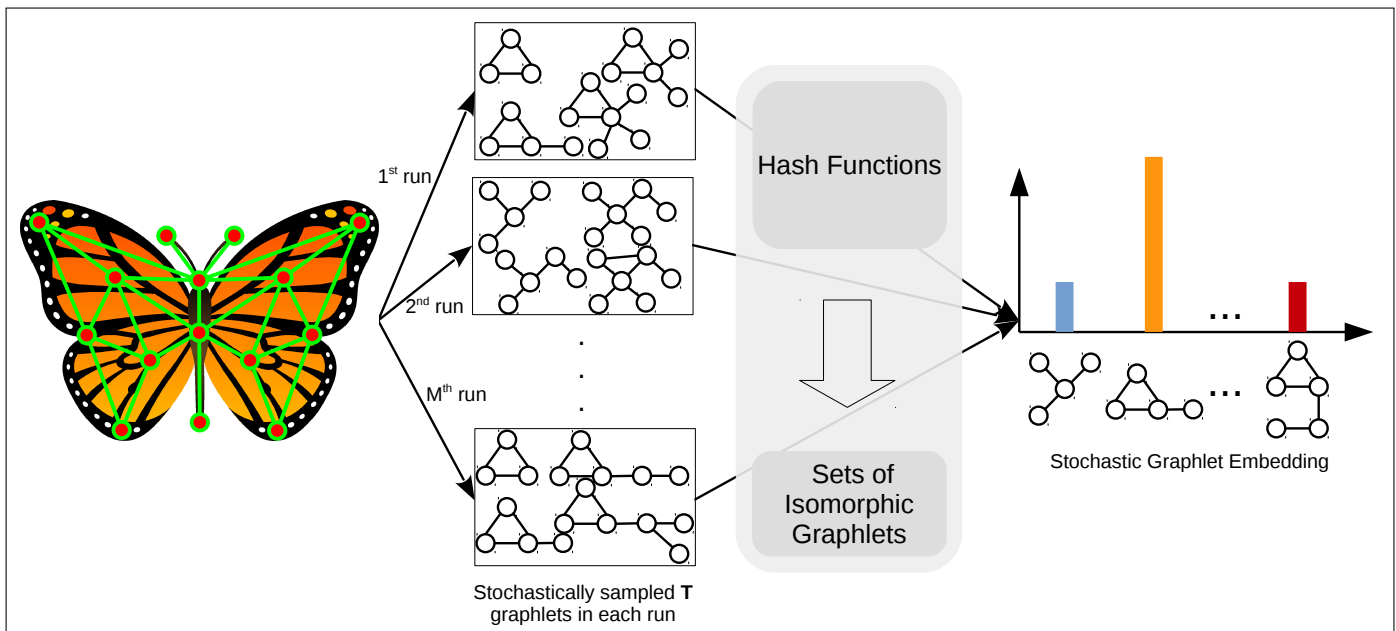 1st run
2nd run
.
.
.
Mth run
Stochastically sampled T
graphlets in each run
Hash Functions
Sets of
Isomorphic
Graphlets
...
...
Stochastic Graphlet Embedding